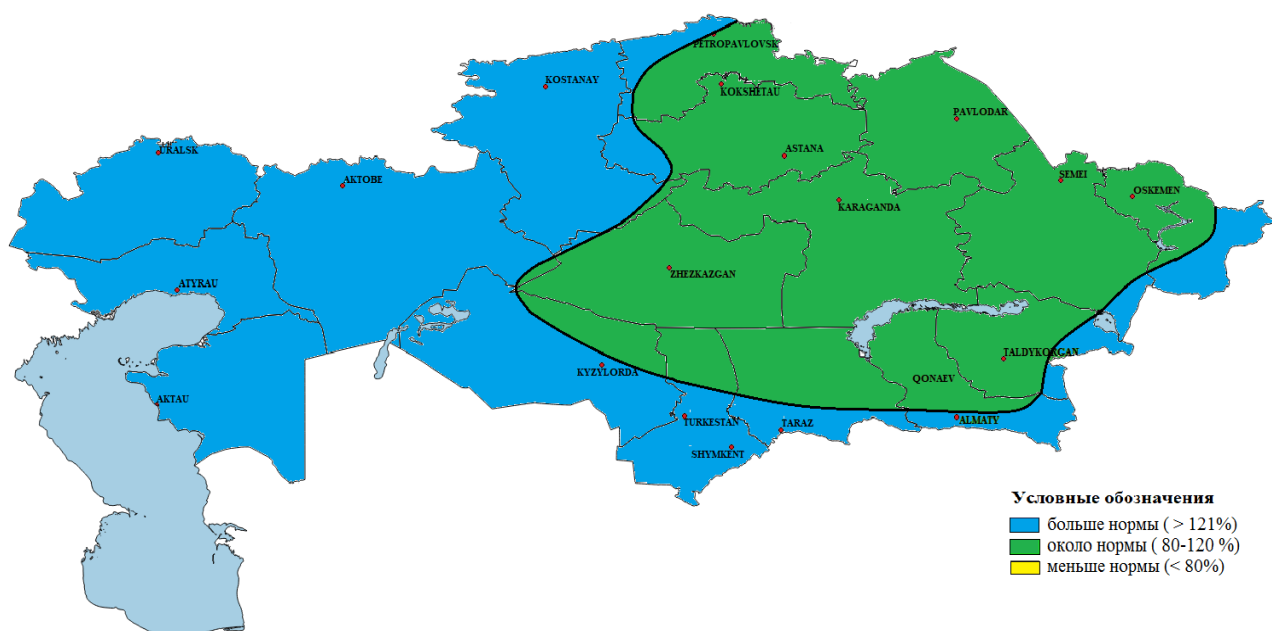 PETROPAVLOVSK
KOSTANAY
KOKSHETAU
PAVLODAR
URALSK
ASTANA
AKTOBE
SEMEI
OSKEMEN
KARAGANDA
ZHEZKAZGAN
ATYRAU
TALDYKORGAN
KYZYLORDA
QONAEV
AKTAU
TURKESTAN
TARAZ
ALMATY
SHYMKENT
Условные обозначения
больше нормы ( > 121%)
около нормы ( 80-120 %)
меньше нормы (< 80%)